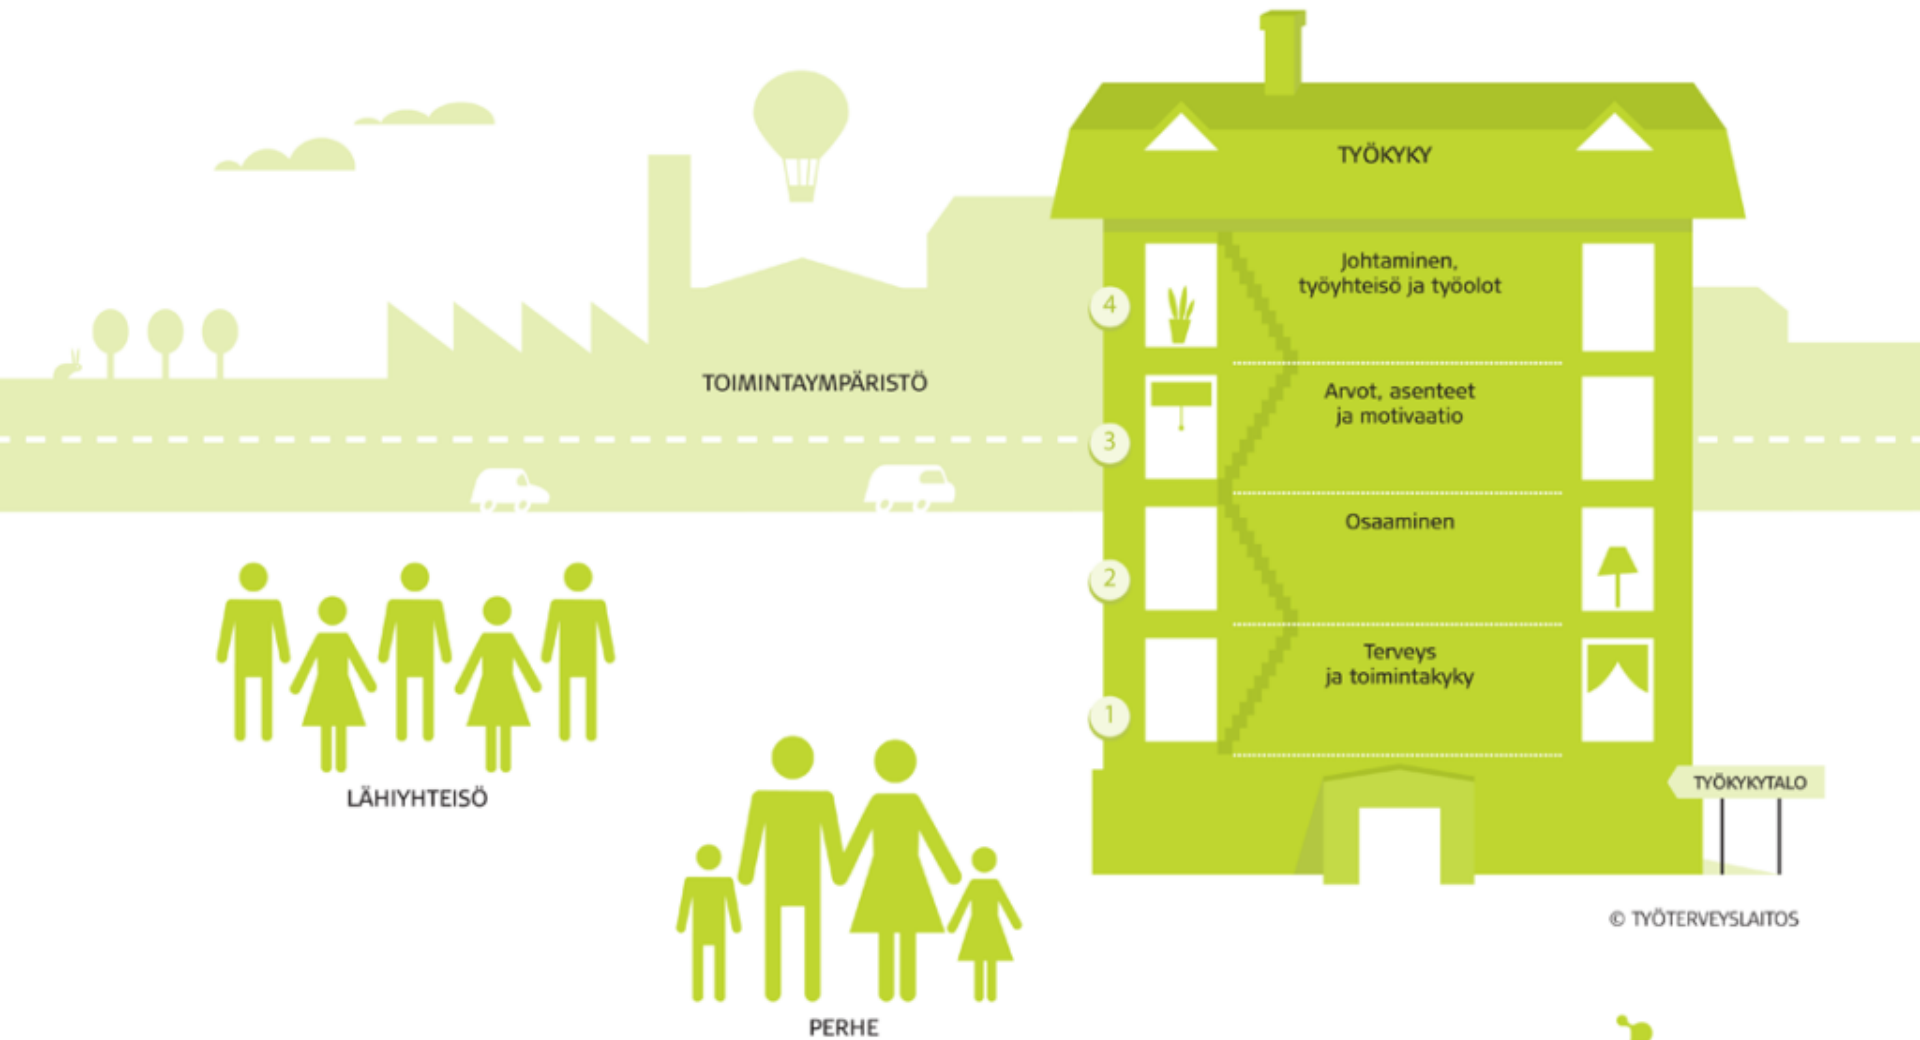 TYÖKYKY
Johtaminen,
työyhteisö ja työolot
4
TOIMINTAYMPÄRISTÖ
Arvot, asenteet
ja motivaatio
3
Osaaminen
2
Terveys
ja toimintakyky
1
TYÖKYKYTALO
LÄHIYHTEISÖ
© TYÖTERVEYSLAITOS
PERHE